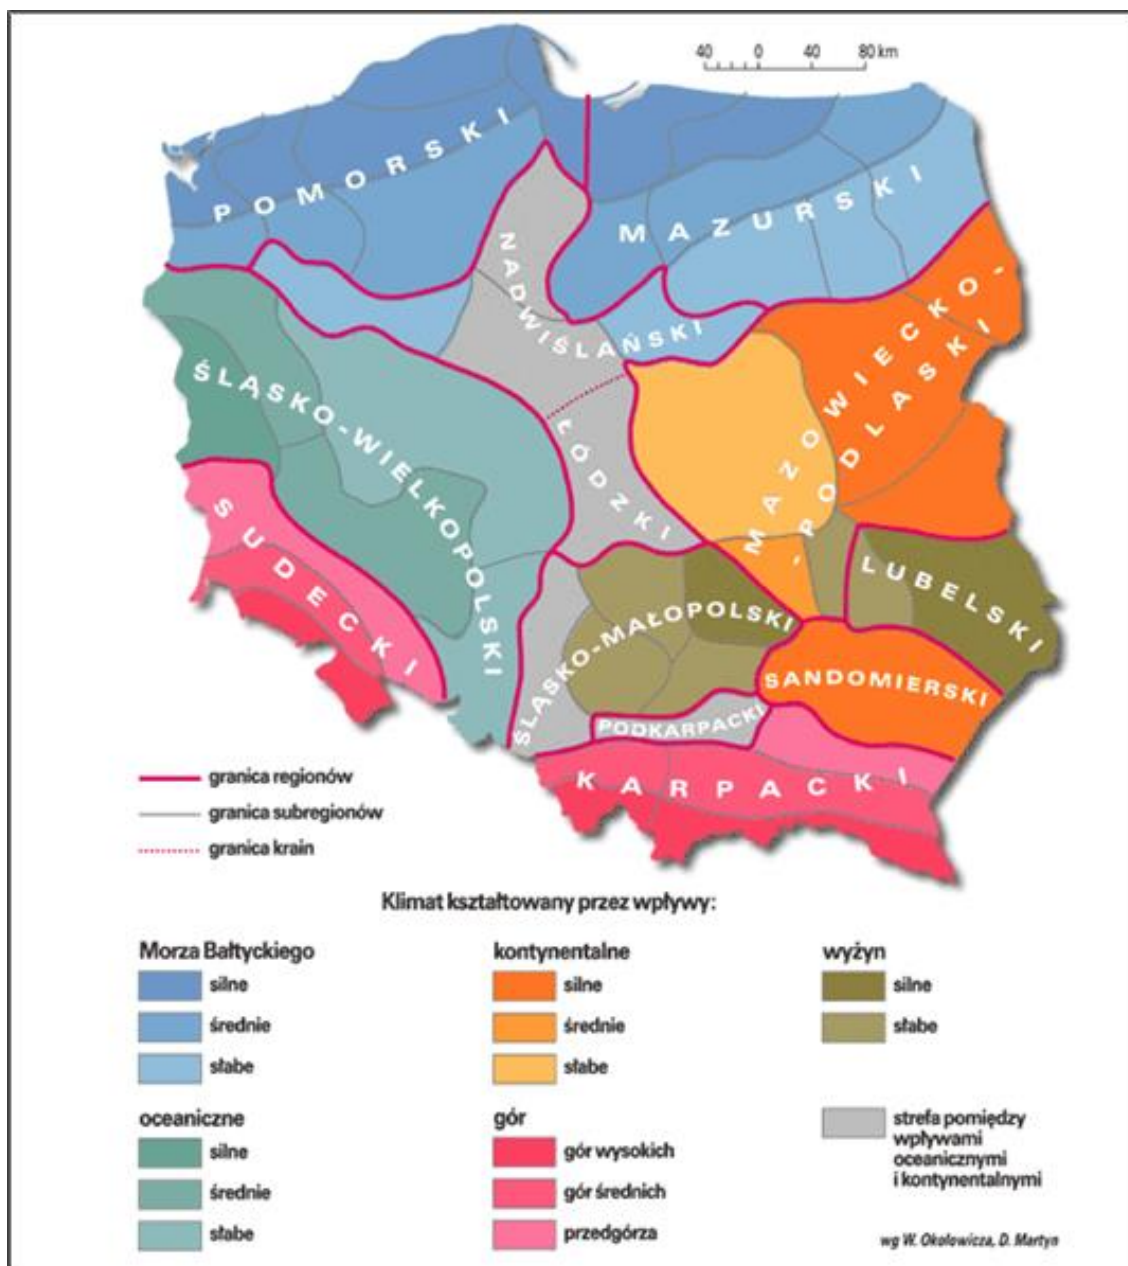 40 0 40 80 km
POMORSKI
MAZURSKI
NADWIŚLAŃSKI
MAZOWIECKO-
-PODLASKI
ŚLĄSKO-WIELKOPOLSKI
ŁÓDZKI
SUDECKI
LUBELSKI
ŚLĄSKO-MAŁOPOLSKI
SANDOMIERSKI
PODKARPACKI
KARPACKI
granica regionów
granica subregionów
granica krain
Klimat kształtowany przez wpływy:
Morza Bałtyckiego
silne
średnie
słabe
kontynentalne
silne
średnie
słabe
wyżyn
silne
słabe
oceaniczne
silne
średnie
słabe
gór
gór wysokich
gór średnich
przedgórza
strefa pomiędzy
wpływami
oceanicznymi
i kontynentalnymi
wg W. Okołowicza, D. Martyn